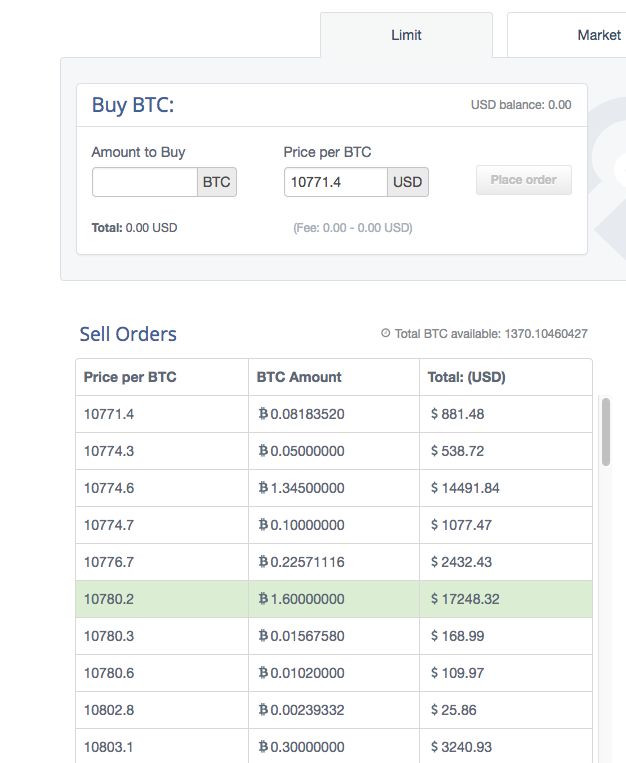 Limit Market
Buy BTC: USD balance: 0.00
Amount to Buy Price per BTC
BTC 10771.4 USD Place order
Total: 0.00 USD (Fee: 0.00 - 0.00 USD)
Sell Orders Total BTC available: 1370.10460427
Price per BTC BTC Amount Total: (USD)
10771.4 ₿0.08183520 $ 881.48
10774.3 ₿0.05000000 $ 538.72
10774.6 ₿1.34500000 $ 14491.84
10774.7 ₿0.10000000 $ 1077.47
10776.7 ₿0.22571116 $ 2432.43
10780.2 ₿1.60000000 $ 17248.32
10780.3 ₿0.01567580 $ 168.99
10780.6 ₿0.01020000 $ 109.97
10802.8 ₿0.00239332 $ 25.86
10803.1 ₿0.30000000 $ 3240.93